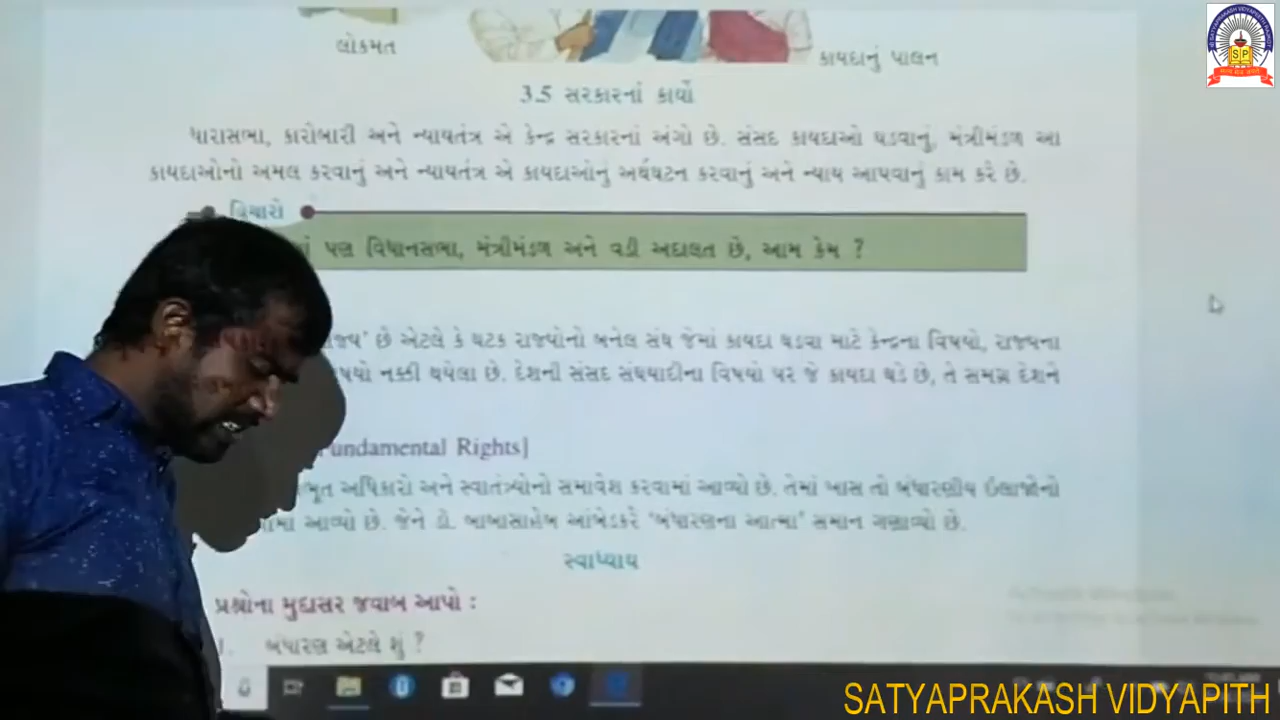 લોકમત
કાયદાનું પાલન
3.5 સરકારનાં કાર્યો
ધારાસભા, કારોબારી અને ન્યાયતંત્ર એ કેન્દ્ર સરકારનાં અંગો છે. સંસદ કાયદાઓ ઘડવાનું, મંત્રીમંડળ આ
કાયદાઓનો અમલ કરવાનું અને ન્યાયતંત્ર એ કાયદાઓનું અર્થઘટન કરવાનું અને ન્યાય આપવાનું કામ કરે છે.
વિચારો
પણ વિધાનસભા, મંત્રીમંડળ અને વડી અદાલત છે, આમ કેમ ?
છે એટલે કે ઘટક રાજ્યોનો બનેલ સંઘ જેમાં કાયદા ઘડવા માટે કેન્દ્રના વિષયો, રાજ્યના
નક્કી થયેલા છે. દેશની સંસદ સંઘયાદીના વિષયો પર જે કાયદા ઘડે છે, તે સમગ્ર દેશને
Fundamental Rights]
અધિકારો અને સ્વાતંત્ર્યોનો સમાવેશ કરવામાં આવ્યો છે. તેમાં ખાસ તો બંધારણીય ઇલાજોનો
આવ્યો છે. જેને ડો. બાબાસાહેબ આંબેડકરે 'બંધારણના આત્મા' સમાન ગણાવ્યો છે.
સ્વાધ્યાય
પ્રશ્નોના મુદ્દાસર જવાબ આપો :
1. બંધારણ એટલે શું ?
SP
SATYAPRAKASH VIDYAPITH